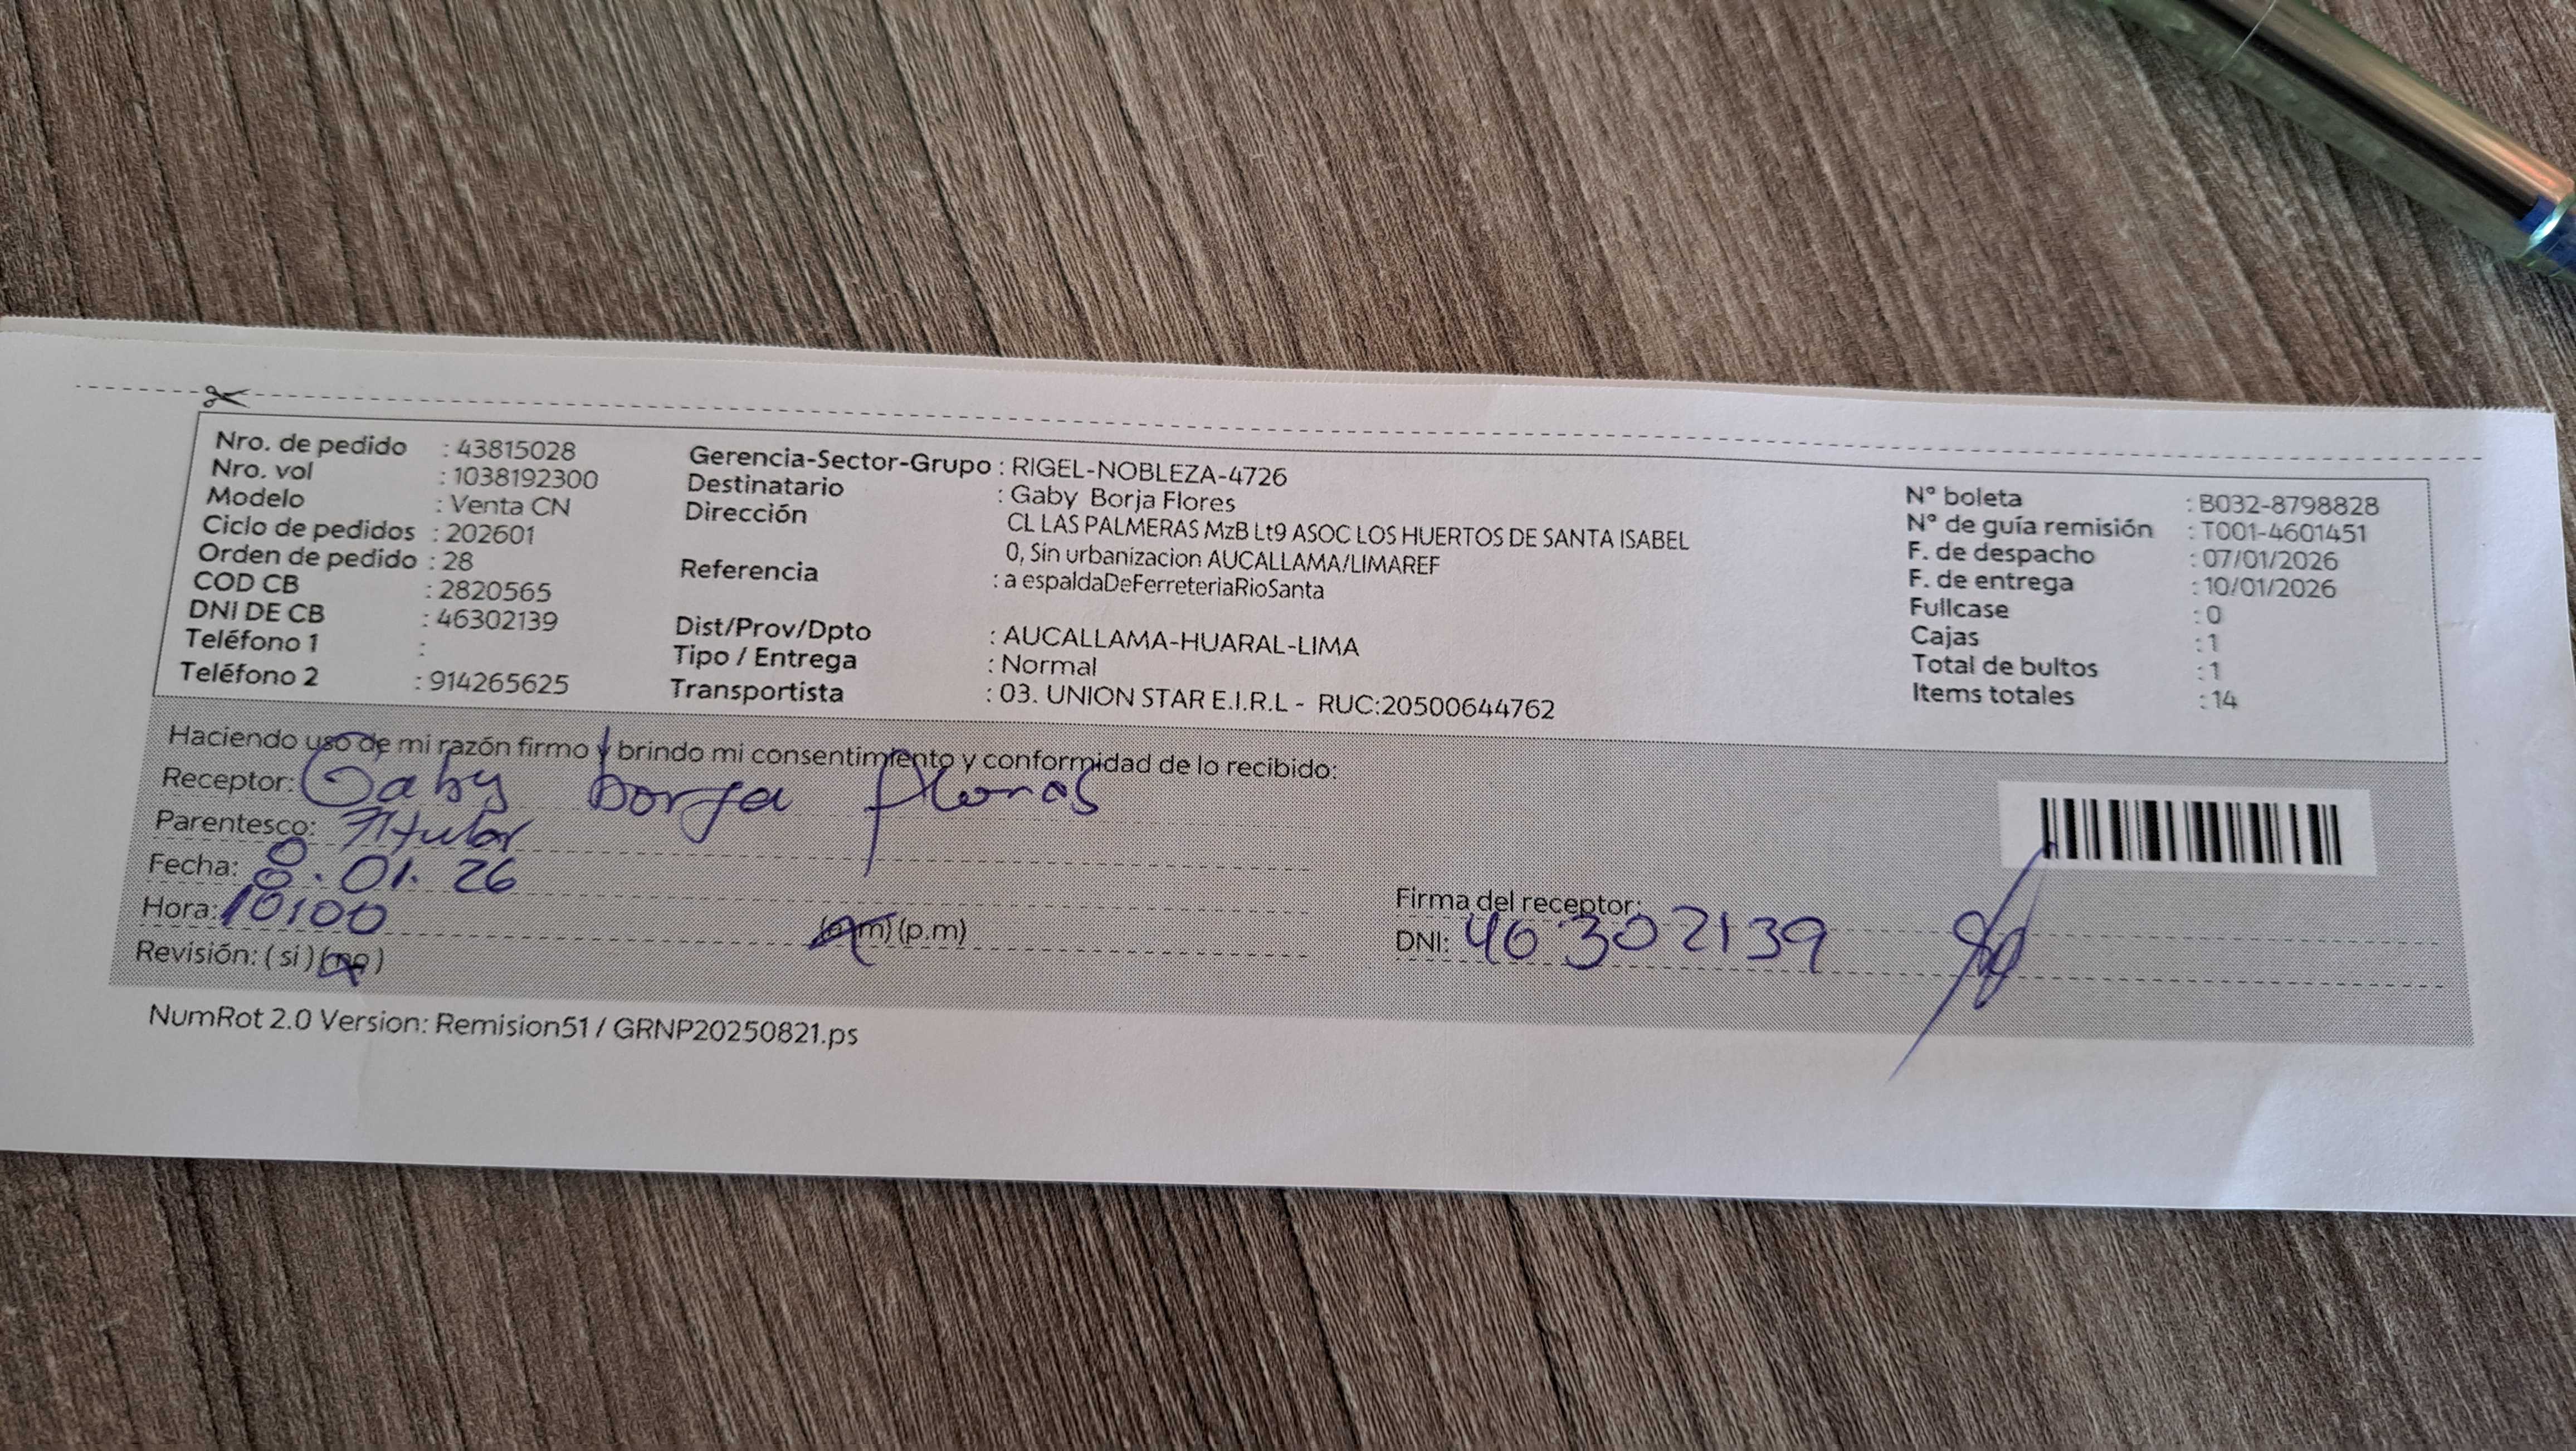 Nro. de pedido : 43815028
Nro. vol : 1038192300
Modelo : Venta CN
Ciclo de pedidos : 202601
Orden de pedido : 28
COD CB : 2820565
DNI DE CB : 46302139
Teléfono 1 :
Teléfono 2 : 914265625
Gerencia-Sector-Grupo : RIGEL-NOBLEZA-4726
Destinatario : Gaby Borja Flores
Dirección CL LAS PALMERAS MzB Lt9 ASOC LOS HUERTOS DE SANTA ISABEL
0, Sin urbanizacion AUCALLAMA/LIMAREF
Referencia : a espaldaDeFerreteriaRioSanta
Dist/Prov/Dpto : AUCALLAMA-HUARAL-LIMA
Tipo / Entrega : Normal
Transportista : 03. UNION STAR E.I.R.L - RUC:20500644762
N° boleta : B032-8798828
N° de guía remisión : T001-4601451
F. de despacho : 07/01/2026
F. de entrega : 10/01/2026
Fullcase : 0
Cajas : 1
Total de bultos : 1
Items totales : 14
Haciendo uso de mi razón firmo y brindo mi consentimiento y conformidad de lo recibido:
Receptor: Gaby borja flores
Parentesco: Titular
Fecha: 8.01.26
Hora: 10:00 (a.m) (p.m)
Revisión: ( si ) (no )
Firma del receptor:
DNI: 46302139
NumRot 2.0 Version: Remision51 / GRNP20250821.ps